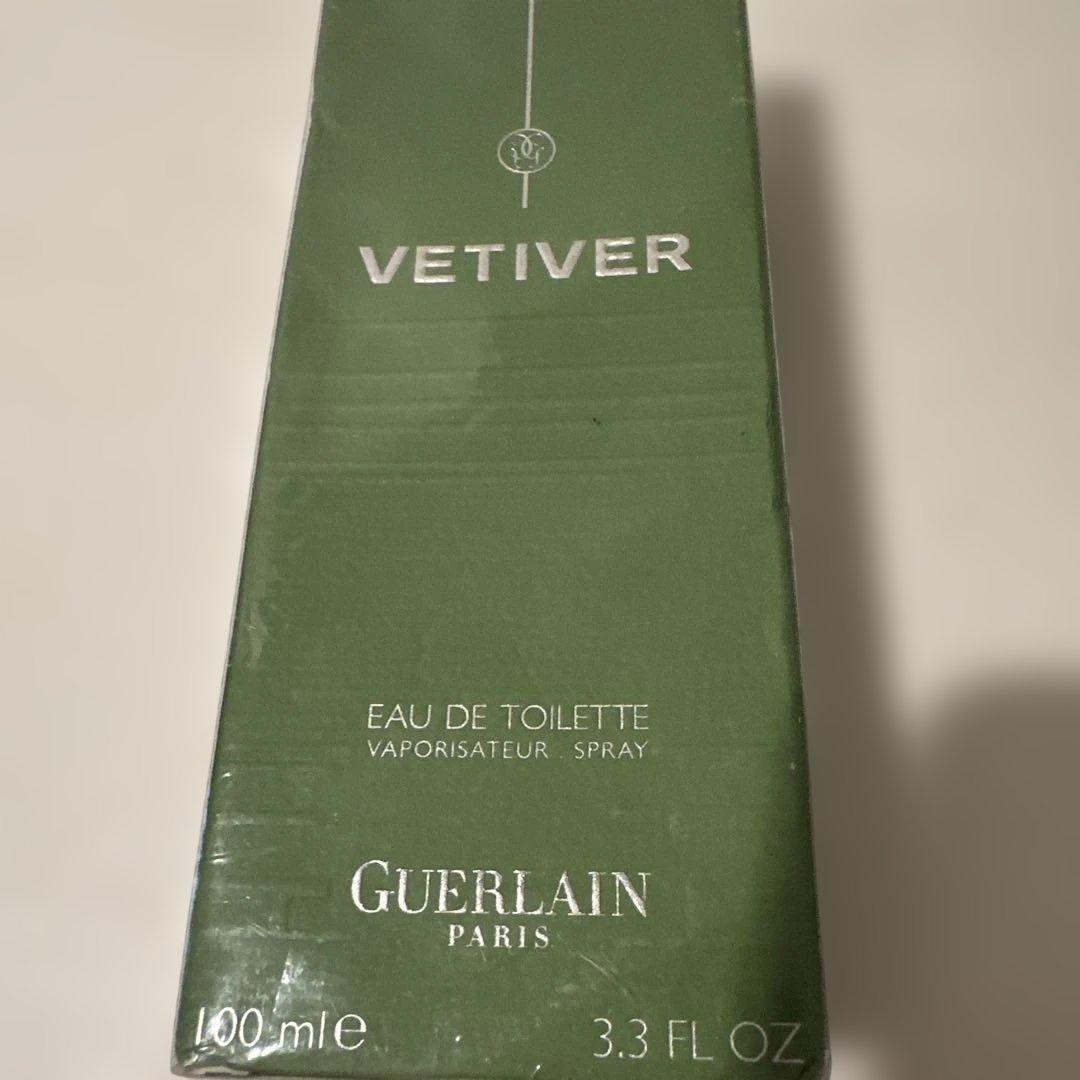 VETIVER
EAU DE TOILETTE
VAPORISATEUR . SPRAY
GUERLAIN
PARIS
100 ml e 3.3 FL OZ